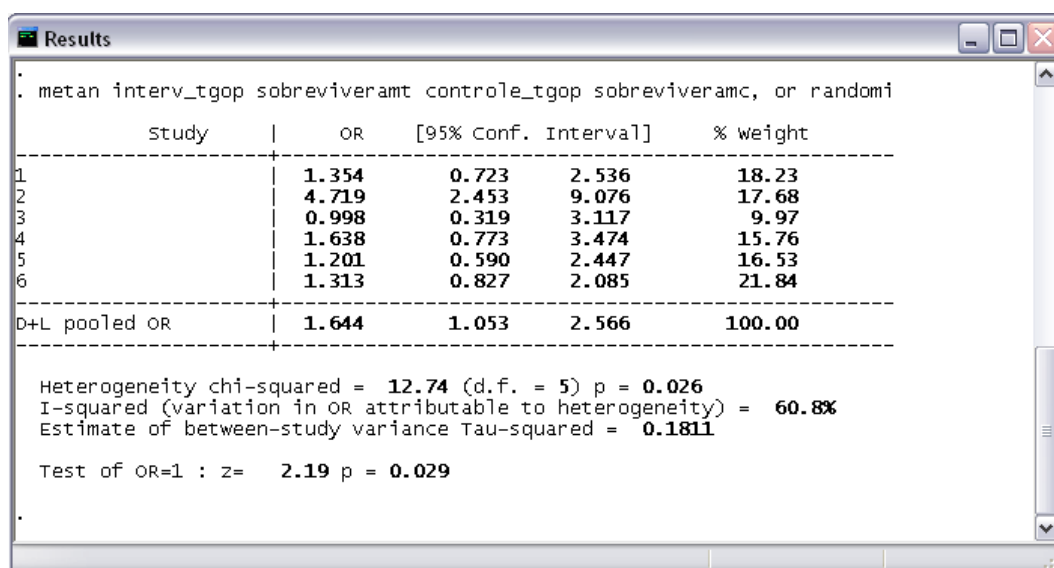 Results
.
. metan interv_tgop sobreviveramt controle_tgop sobreviveramc, or randomi
Study | OR [95% Conf. Interval] % Weight
---------------------+---------------------------------------------------
1 | 1.354 0.723 2.536 18.23
2 | 4.719 2.453 9.076 17.68
3 | 0.998 0.319 3.117 9.97
4 | 1.638 0.773 3.474 15.76
5 | 1.201 0.590 2.447 16.53
6 | 1.313 0.827 2.085 21.84
---------------------+---------------------------------------------------
D+L pooled OR | 1.644 1.053 2.566 100.00
---------------------+---------------------------------------------------
Heterogeneity chi-squared = 12.74 (d.f. = 5) p = 0.026
I-squared (variation in OR attributable to heterogeneity) = 60.8%
Estimate of between-study variance Tau-squared = 0.1811
Test of OR=1 : z= 2.19 p = 0.029
.